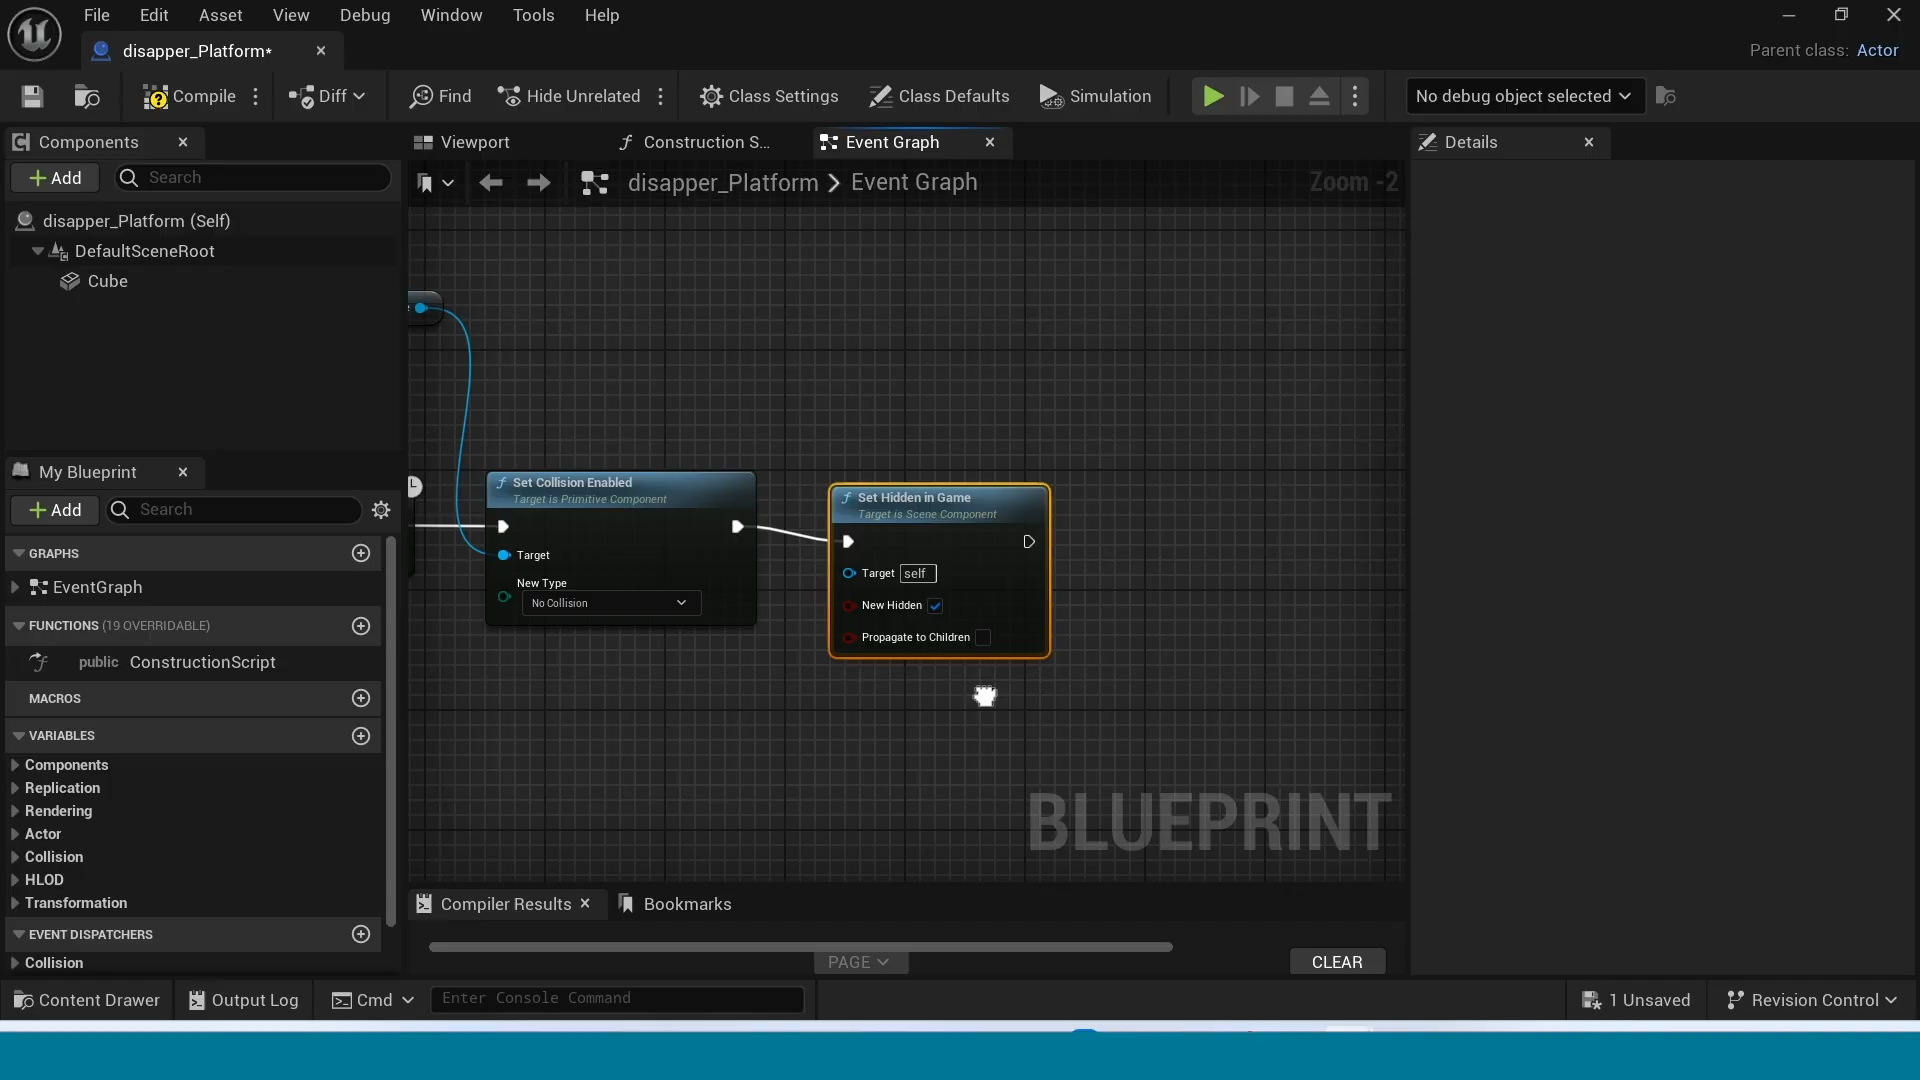 File Edit Asset View Debug Window Tools Help
disapper_Platform*
Parent class: Actor
Compile Diff Find Hide Unrelated Class Settings Class Defaults Simulation No debug object selected
Components
Viewport Construction S... Event Graph Details
Add Search
disapper_Platform > Event Graph Zoom -2
disapper_Platform (Self)
DefaultSceneRoot
Cube
My Blueprint
Add Search
GRAPHS
EventGraph
FUNCTIONS (19 OVERRIDABLE)
public ConstructionScript
MACROS
VARIABLES
Components
Replication
Rendering
Actor
Collision
HLOD
Transformation
EVENT DISPATCHERS
Collision
Set Collision Enabled
Target is Primitive Component
Target
New Type
No Collision
Set Hidden in Game
Target is Scene Component
Target self
New Hidden
Propagate to Children
BLUEPRINT
Compiler Results Bookmarks
PAGE CLEAR
Content Drawer Output Log Cmd Enter Console Command 1 Unsaved Revision Control